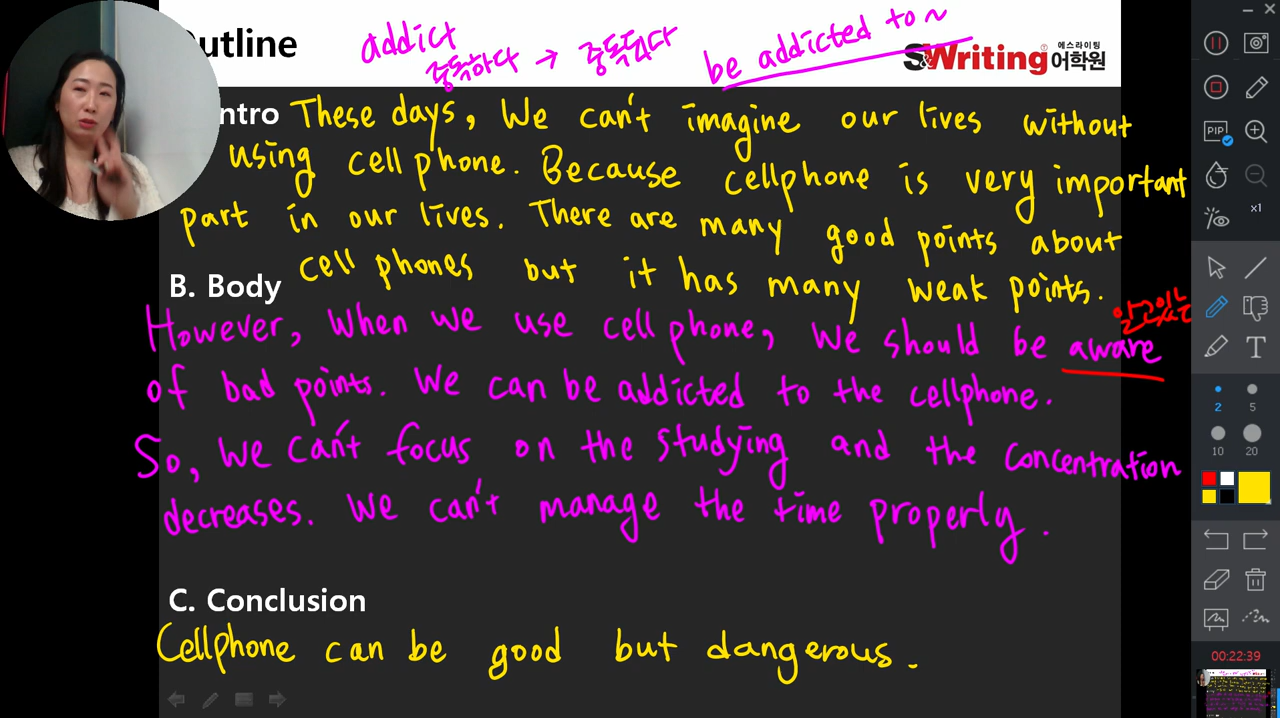 Outline
addict
중독하다 → 중독되다
be addicted to ~
S&Writing 에스라이팅 어학원
Intro These days, We can't imagine our lives without
using cell phone. Because cellphone is very important
part in our lives. There are many good points about
cell phones but it has many weak points.
B. Body
However, When we use cell phone, We should be aware
알고있는
of bad points. We can be addicted to the cellphone.
So, We can't focus on the studying and the concentration
decreases. We can't manage the time properly.
C. Conclusion
Cellphone can be good but dangerous.
PIP
x1
T
2 5
10 20
00:22:39